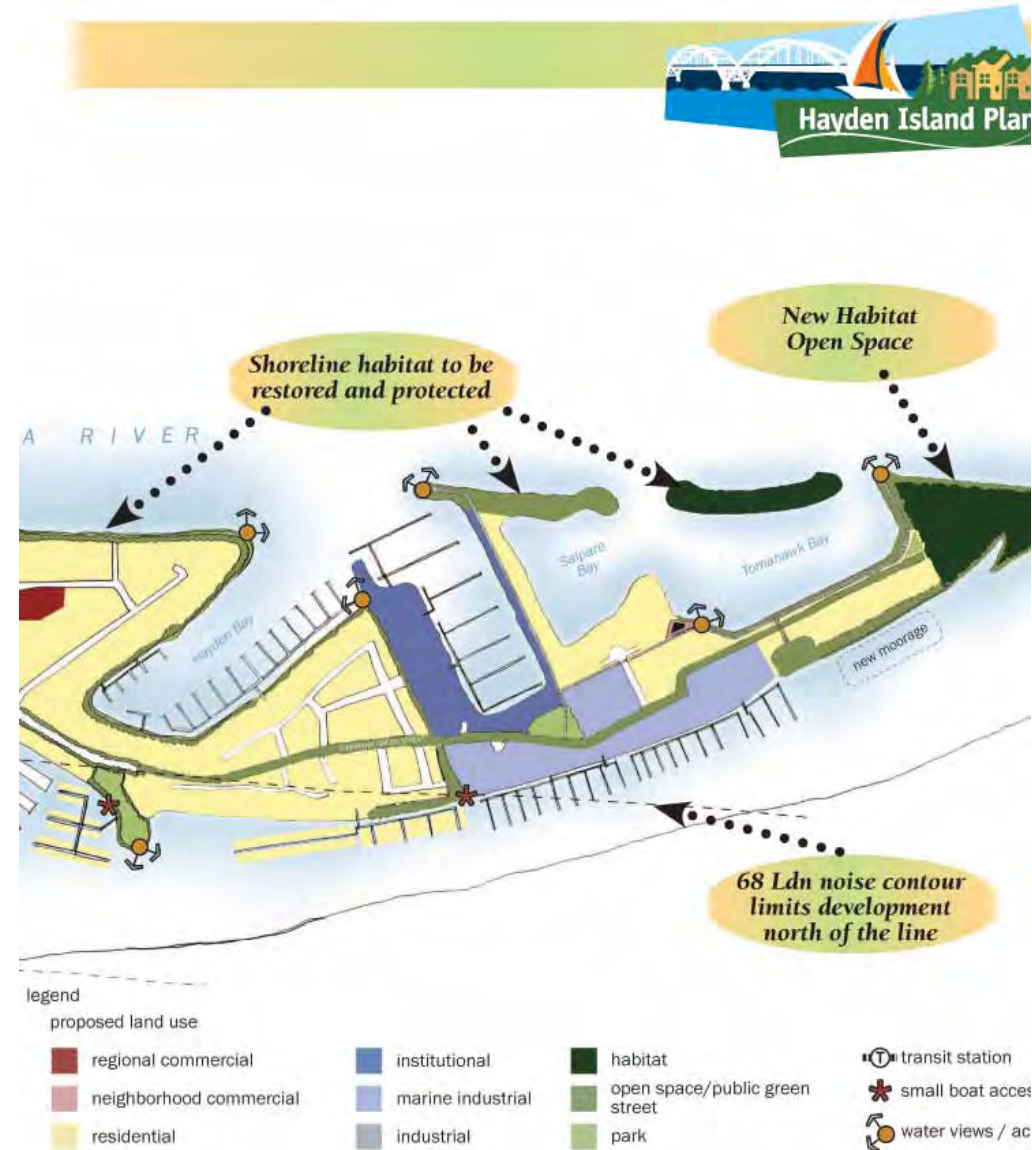 Hayden Island Plan
New Habitat
Open Space
Shoreline habitat to be
restored and protected
A RIVER
Salpare
Bay
Tomahawk Bay
Hayden Bay
new moorage
68 Ldn noise contour
limits development
north of the line
legend
proposed land use
regional commercial
neighborhood commercial
residential
institutional
marine industrial
industrial
habitat
open space/public green
street
park
T transit station
small boat acces
water views / ac